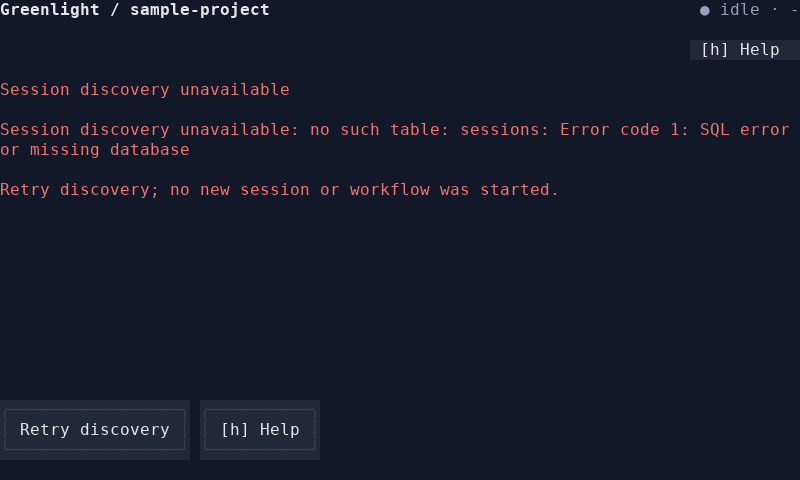 Greenlight / sample-project ● idle · -
[h] Help
Session discovery unavailable
Session discovery unavailable: no such table: sessions: Error code 1: SQL error
or missing database
Retry discovery; no new session or workflow was started.
Retry discovery [h] Help